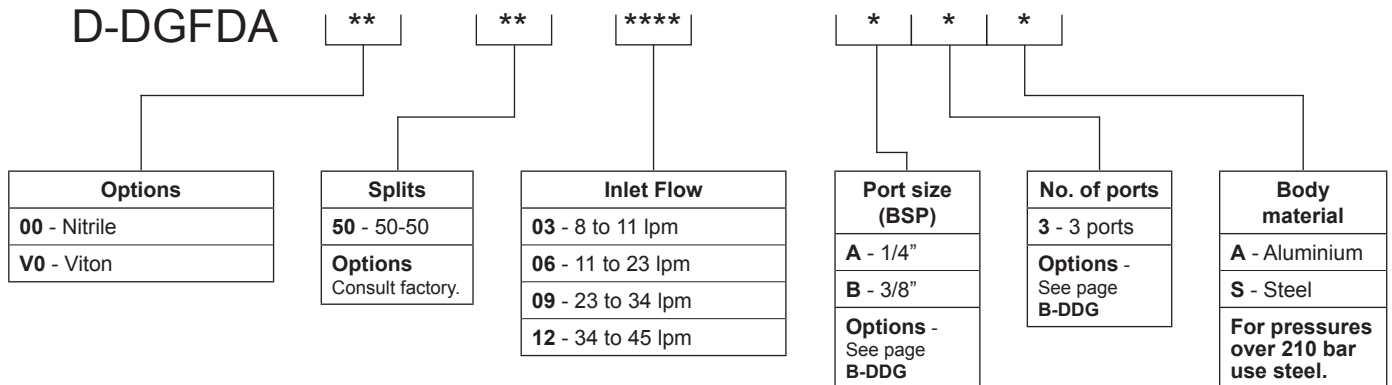 D-DGFDA ** ** **** * * *
Options
00 - Nitrile
V0 - Viton
Splits
50 - 50-50
Options
Consult factory.
Inlet Flow
03 - 8 to 11 lpm
06 - 11 to 23 lpm
09 - 23 to 34 lpm
12 - 34 to 45 lpm
Port size
(BSP)
A - 1/4”
B - 3/8”
Options -
See page
B-DDG
No. of ports
3 - 3 ports
Options -
See page
B-DDG
Body
material
A - Aluminium
S - Steel
For pressures
over 210 bar
use steel.